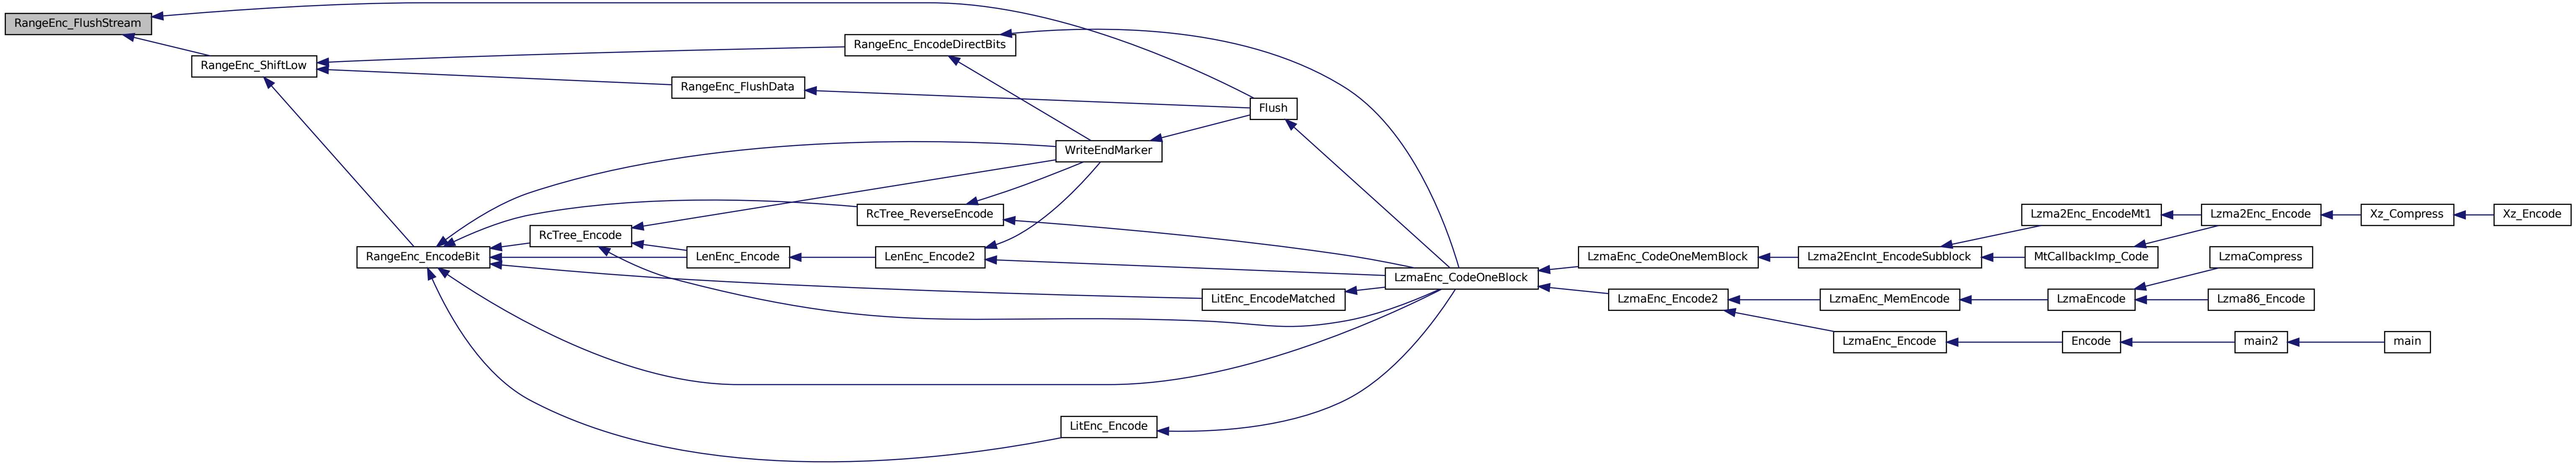 RangeEnc_FlushStream
RangeEnc_ShiftLow
RangeEnc_EncodeDirectBits
RangeEnc_FlushData
Flush
WriteEndMarker
RcTree_ReverseEncode
RcTree_Encode
RangeEnc_EncodeBit
LenEnc_Encode
LenEnc_Encode2
LitEnc_EncodeMatched
LitEnc_Encode
LzmaEnc_CodeOneBlock
LzmaEnc_CodeOneMemBlock
LzmaEnc_Encode2
Lzma2EncInt_EncodeSubblock
LzmaEnc_MemEncode
LzmaEnc_Encode
Lzma2Enc_EncodeMt1
MtCallbackImp_Code
LzmaEncode
Encode
Lzma2Enc_Encode
LzmaCompress
Lzma86_Encode
main2
Xz_Compress
main
Xz_Encode